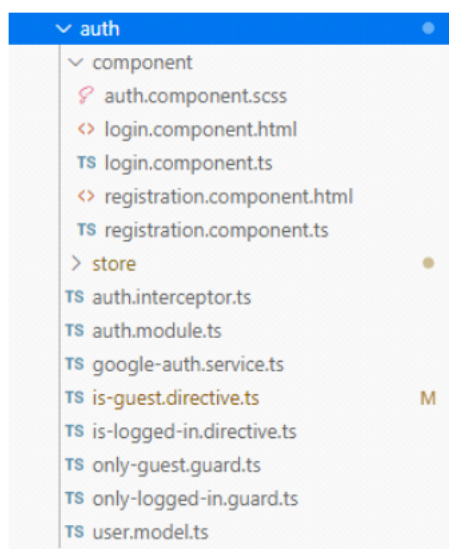 auth
component
auth.component.scss
<> login.component.html
TS login.component.ts
<> registration.component.html
TS registration.component.ts
store
TS auth.interceptor.ts
TS auth.module.ts
TS google-auth.service.ts
TS is-guest.directive.ts M
TS is-logged-in.directive.ts
TS only-guest.guard.ts
TS only-logged-in.guard.ts
TS user.model.ts